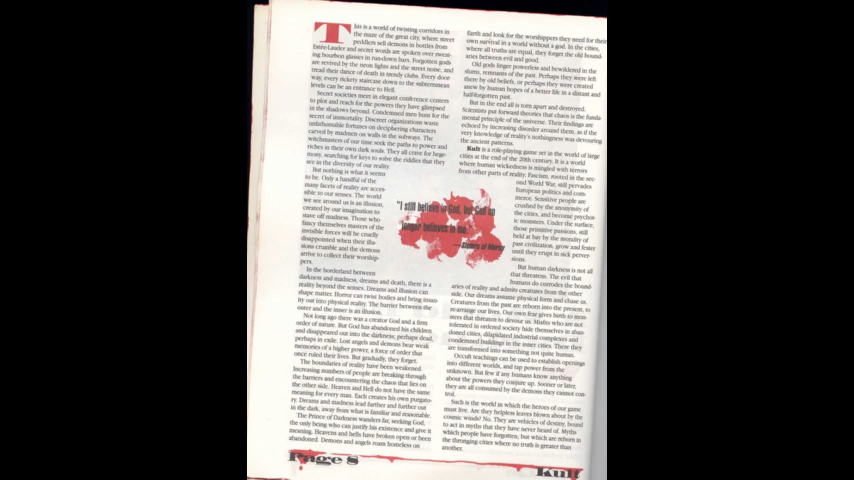 This is a world of twisting corridors in
the maze of the great city, where street
peddlers sell demons in bottles from
Estée Lauder and secret words are spoken over sweat-
ing bourbon glasses in run-down bars. Forgotten gods
are revived by the neon lights and the street noise, and
tread their dance of death in trendy clubs. Every door
way, every rickety staircase down to the subterranean
levels can be an entrance to Hell.
Secret societies meet in elegant conference centers
to plot and reach for the powers they have glimpsed
in the shadows beyond. Condemned men hunt for the
secret of immortality. Discreet organizations waste
unfathomable fortunes on deciphering characters
carved by madmen on walls in the subways. The
witchmasters of our time seek the paths to power and
riches in their own dark souls. They all crave for hege-
mony, searching for keys to solve the riddles that they
see in the diversity of our reality.
But nothing is what it seems
to be. Only a handful of the
many facets of reality are acces-
sible to our senses. The world
we see around us is an illusion,
created by our imagination to
stave off madness. Those who
fancy themselves masters of the
invisible forces will be cruelly
disappointed when their illu-
sions crumble and the demons
arrive to collect their worship-
pers.
In the borderland between
darkness and madness, dreams and death, there is a
reality beyond the senses. Dreams and illusion can
shape matter. Horror can twist bodies and bring insan-
ity out into physical reality. The barrier between the
outer and the inner is an illusion.
Not long ago there was a creator God and a firm
order of nature. But God has abandoned his children
and disappeared out into the darkness; perhaps dead,
perhaps in exile. Lost angels and demons bear weak
memories of a higher power, a force of order that
once ruled their lives. But gradually, they forget.
The boundaries of reality have been weakened.
Increasing numbers of people are breaking through
the barriers and encountering the chaos that lies on
the other side. Heaven and Hell do not have the same
meaning for every man. Each creates his own purgato-
ry. Dreams and madness lead further and further out
in the dark, away from what is familiar and reasonable.
The Prince of Darkness wanders far, seeking God,
the only being who can justify his existence and give it
meaning. Heavens and hells have broken open or been
abandoned. Demons and angels roam homeless on
Earth and look for the worshippers they need for their
own survival in a world without a god. In the cities,
where all truths are equal, they forget the old bound-
aries between evil and good.
Old gods linger powerless and bewildered in the
slums, remnants of the past. Perhaps they were left
there by old beliefs, or perhaps they were created
anew by human hopes of a better life in a distant and
half-forgotten past.
But in the end all is torn apart and destroyed.
Scientists put forward theories that chaos is the funda-
mental principle of the universe. Their findings are
echoed by increasing disorder around them, as if the
very knowledge of reality's nothingness was devouring
the ancient patterns.
Kult is a role-playing game set in the world of large
cities at the end of the 20th century. It is a world
where human wickedness is mingled with terrors
from other parts of reality. Fascism, rooted in the sec-
ond World War, still pervades
European politics and com-
merce. Sensitive people are
crushed by the anonymity of
the cities, and become psychot-
ic monsters. Under the surface,
those primitive passions, still
held at bay by the morality of
past civilization, grow and fester
until they erupt in sick perver-
sions.
But human darkness is not all
that threatens. The evil that
humans do corrodes the bound-
aries of reality and admits creatures from the other
side. Our dreams assume physical form and chase us.
Creatures from the past are reborn into the present, to
rearrange our lives. Our own fear gives birth to mon-
sters that threaten to devour us. Misfits who are not
tolerated in ordered society hide themselves in aban-
doned cities, dilapidated industrial complexes and
condemned buildings in the inner cities. There they
are transformed into something not quite human.
Occult teachings can be used to establish openings
into different worlds, and tap power from the
unknown. But few if any humans know anything
about the powers they conjure up. Sooner or later,
they are all consumed by the demons they cannot con-
trol.
Such is the world in which the heroes of our game
must live. Are they helpless leaves blown about by the
cosmic winds? No. They are vehicles of destiny, bound
to act in myths that they have never heard of. Myths
which people have forgotten, but which are reborn in
the thronging cities where no truth is greater than
another.
"I still believe in God, but God no
longer believes in me."
—Sisters of Mercy
Page 8
Kult